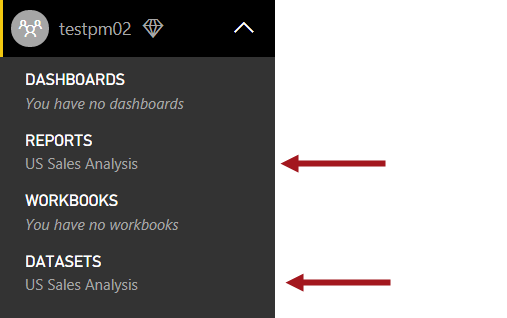 testpm02
DASHBOARDS
You have no dashboards
REPORTS
US Sales Analysis
WORKBOOKS
You have no workbooks
DATASETS
US Sales Analysis